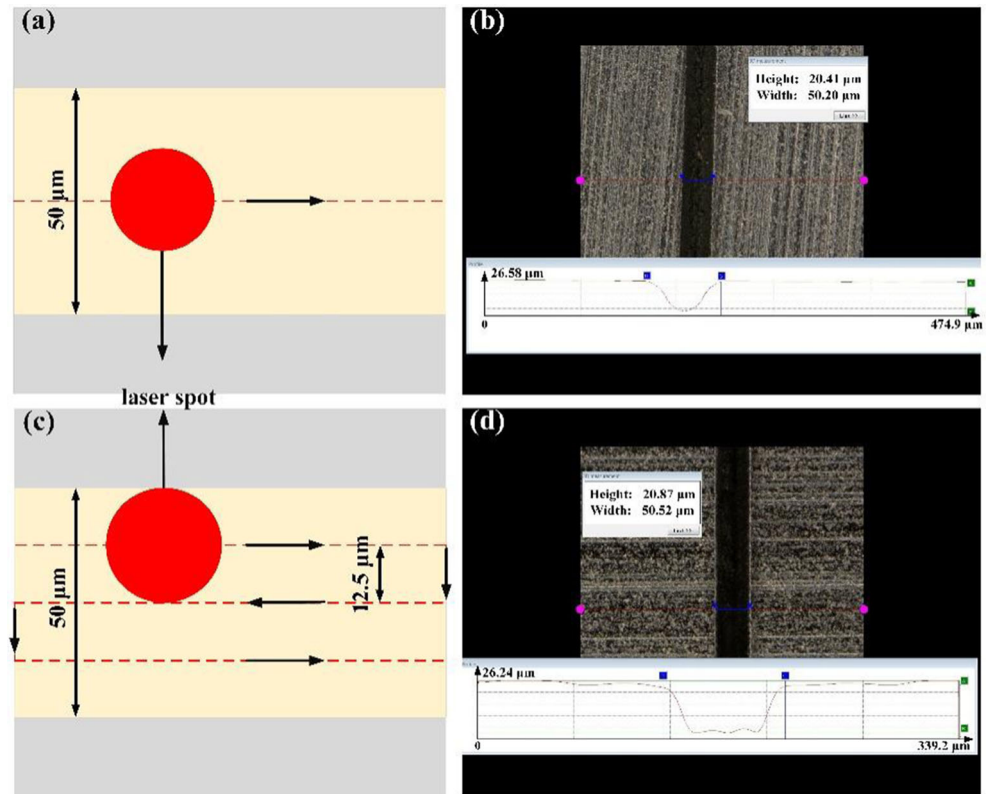 (a)
50 μm
laser spot
(b)
Height: 20.41 μm
Width: 50.20 μm
26.58 μm
0
474.9 μm
(c)
50 μm
12.5 μm
(d)
Height: 20.87 μm
Width: 50.52 μm
26.24 μm
0
339.2 μm